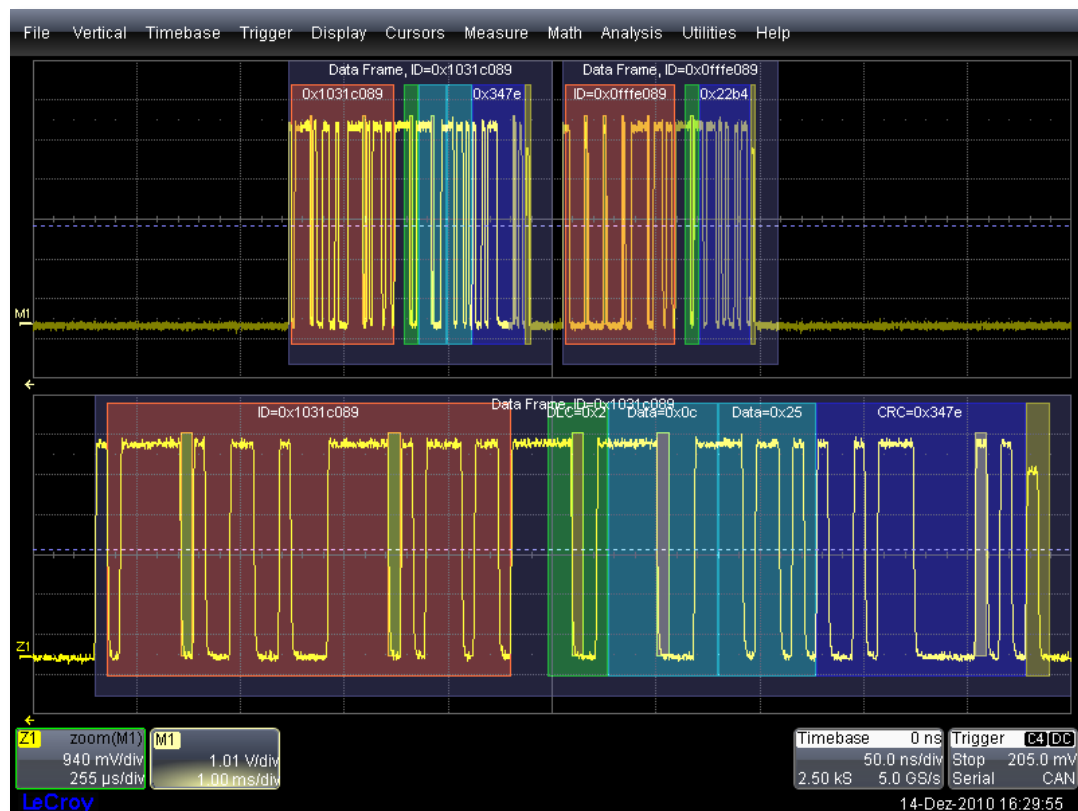 File Vertical Timebase Trigger Display Cursors Measure Math Analysis Utilities Help
Data Frame, ID=0x1031c089 Data Frame, ID=0x0fffe089
0x1031c089 0x347e ID=0x0fffe089 0x22b4
M1
Data Frame, ID=0x1031c089
ID=0x1031c089 DLC=0x2 Data=0x0c Data=0x25 CRC=0x347e
Z1
Z1 zoom(M1) M1 Timebase 0 ns Trigger C4 DC
940 mV/div 1.01 V/div 50.0 ns/div Stop 205.0 mV
255 µs/div 1.00 ms/div 2.50 kS 5.0 GS/s Serial CAN
LeCroy 14-Dez-2010 16:29:55